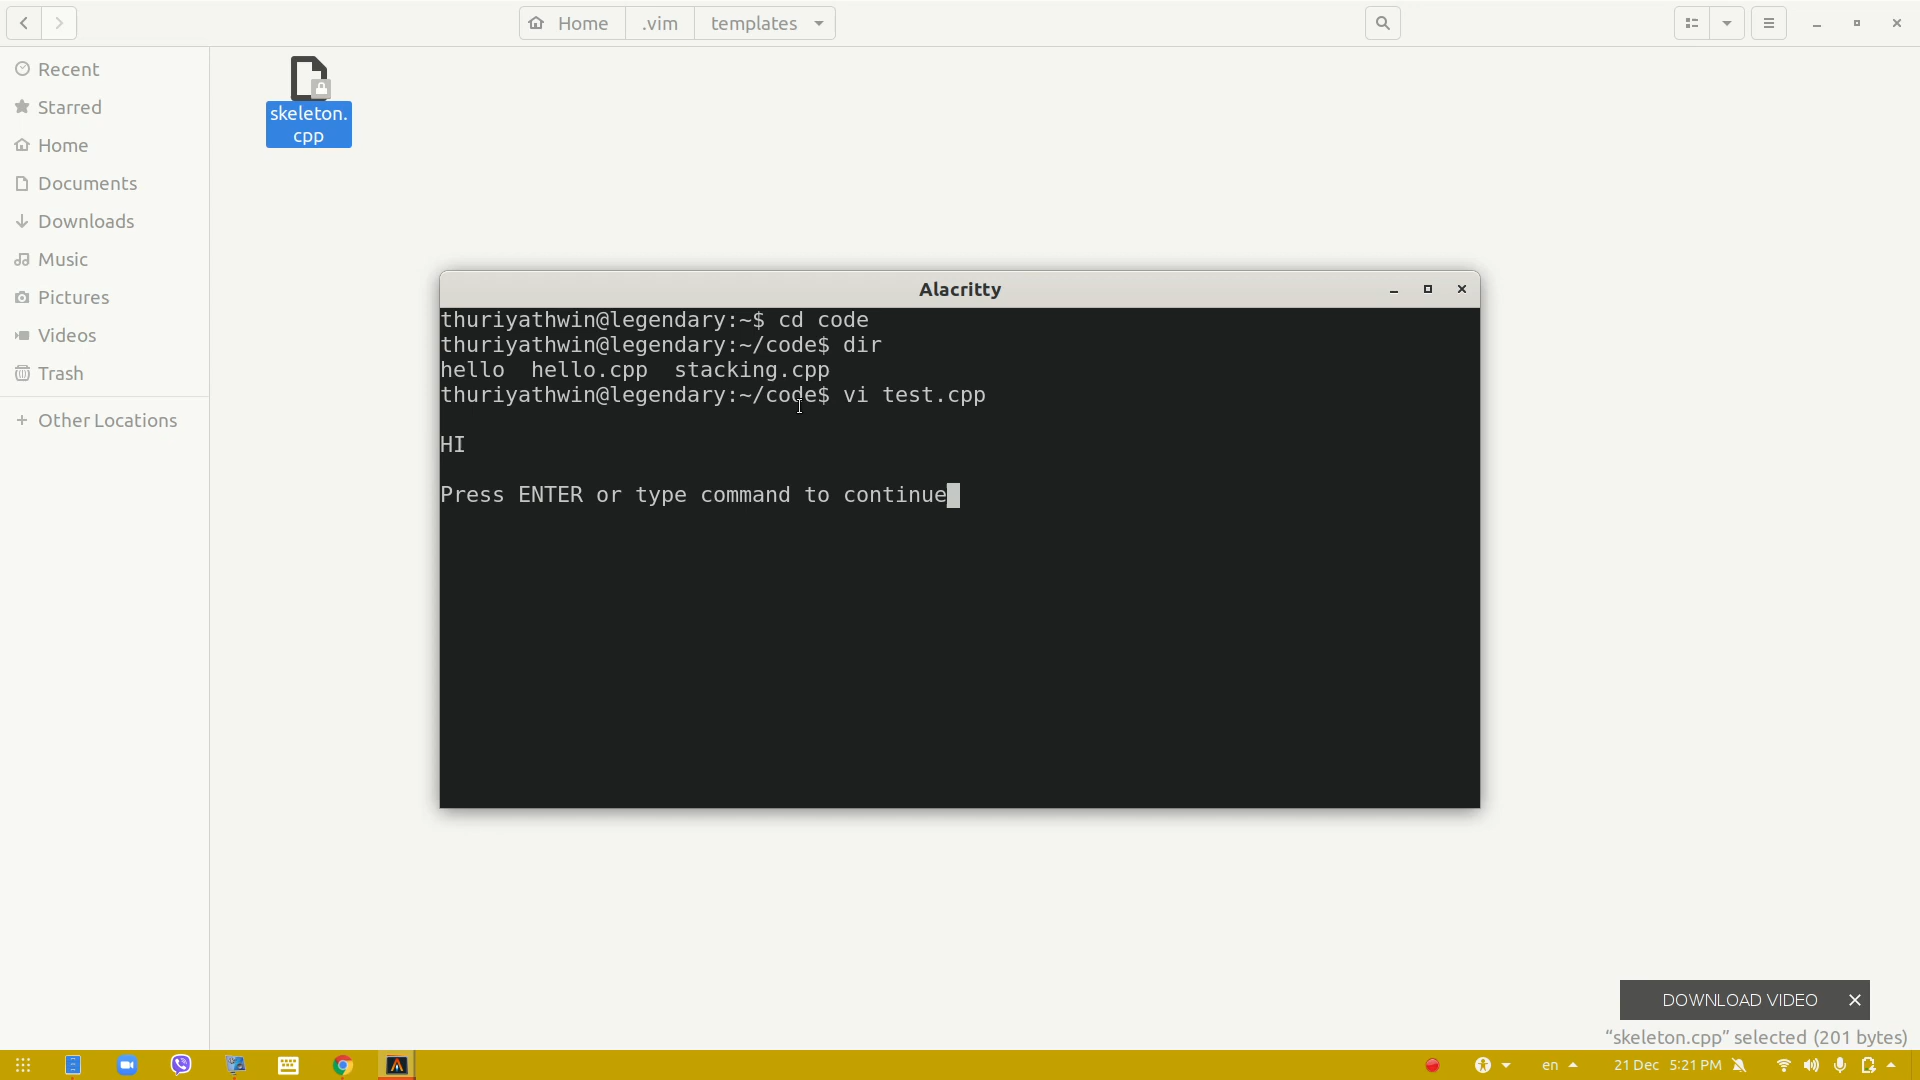 Home .vim templates
Recent
Starred
Home
Documents
Downloads
Music
Pictures
Videos
Trash
Other Locations
skeleton.
cpp
Alacritty
thuriyathwin@legendary:~$ cd code
thuriyathwin@legendary:~/code$ dir
hello hello.cpp stacking.cpp
thuriyathwin@legendary:~/code$ vi test.cpp
HI
Press ENTER or type command to continue
DOWNLOAD VIDEO
“skeleton.cpp” selected (201 bytes)
en 21 Dec 5:21 PM